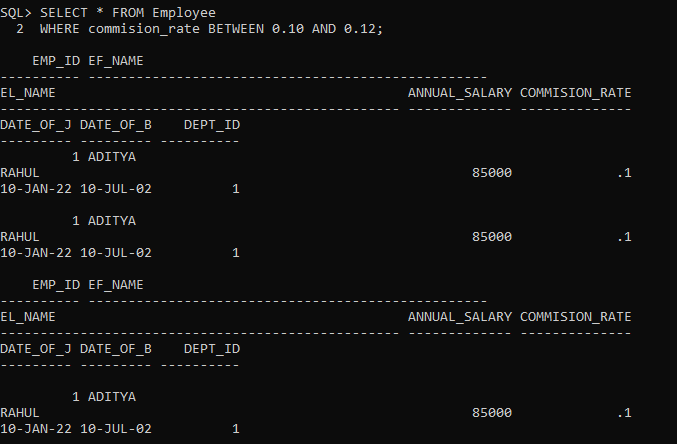 SQL> SELECT * FROM Employee
  2  WHERE commision_rate BETWEEN 0.10 AND 0.12;

    EMP_ID EF_NAME
---------- --------------------------------------------------
EL_NAME                                            ANNUAL_SALARY COMMISION_RATE
-------------------------------------------------- ------------- --------------
DATE_OF_J DATE_OF_B    DEPT_ID
--------- --------- ----------
         1 ADITYA
RAHUL                                                      85000             .1
10-JAN-22 10-JUL-02          1

         1 ADITYA
RAHUL                                                      85000             .1
10-JAN-22 10-JUL-02          1

    EMP_ID EF_NAME
---------- --------------------------------------------------
EL_NAME                                            ANNUAL_SALARY COMMISION_RATE
-------------------------------------------------- ------------- --------------
DATE_OF_J DATE_OF_B    DEPT_ID
--------- --------- ----------

         1 ADITYA
RAHUL                                                      85000             .1
10-JAN-22 10-JUL-02          1